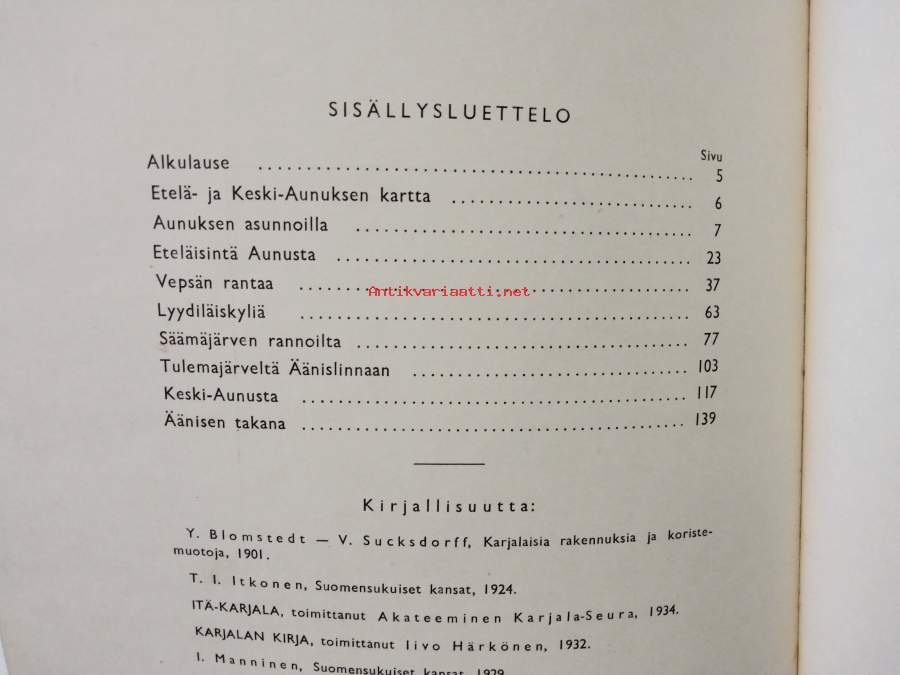 SISÄLLYSLUETTELO
Sivu
Alkulause 5
Etelä- ja Keski-Aunuksen kartta 6
Aunuksen asunnoilla 7
Eteläisintä Aunusta 23
Vepsän rantaa 37
Antikvariaatti.net
Lyydiläiskyliä 63
Säämäjärven rannoilta 77
Tulemajärveltä Äänislinnaan 103
Keski-Aunusta 117
Äänisen takana 139
Kirjallisuutta:
Y. Blomstedt — V. Sucksdorff, Karjalaisia rakennuksia ja koriste-
muotoja, 1901.
T. I. Itkonen, Suomensukuiset kansat, 1924.
ITÄ-KARJALA, toimittanut Akateeminen Karjala-Seura, 1934.
KARJALAN KIRJA, toimittanut Iivo Härkönen, 1932.
I. Manninen, Suomensukuiset kansat, 1929.